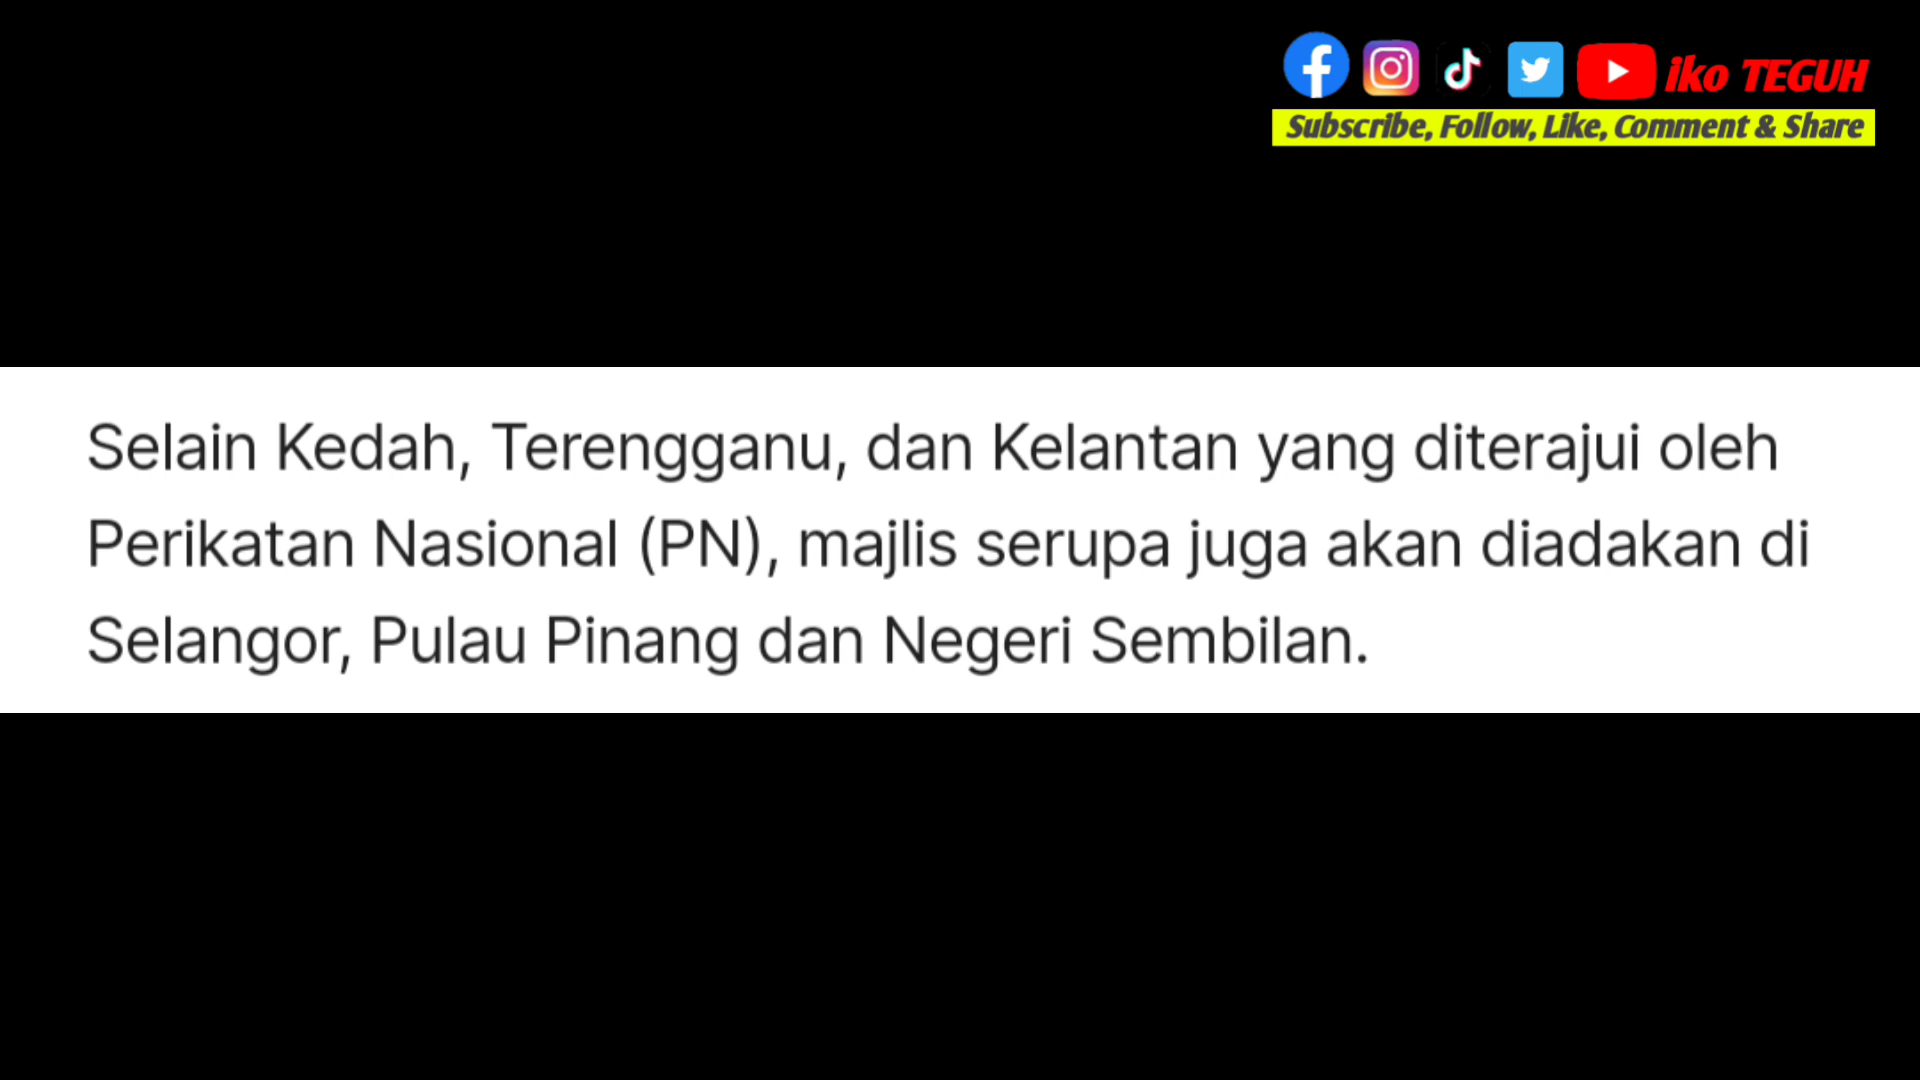 iko TEGUH
Subscribe, Follow, Like, Comment & Share
Selain Kedah, Terengganu, dan Kelantan yang diterajui oleh
Perikatan Nasional (PN), majlis serupa juga akan diadakan di
Selangor, Pulau Pinang dan Negeri Sembilan.